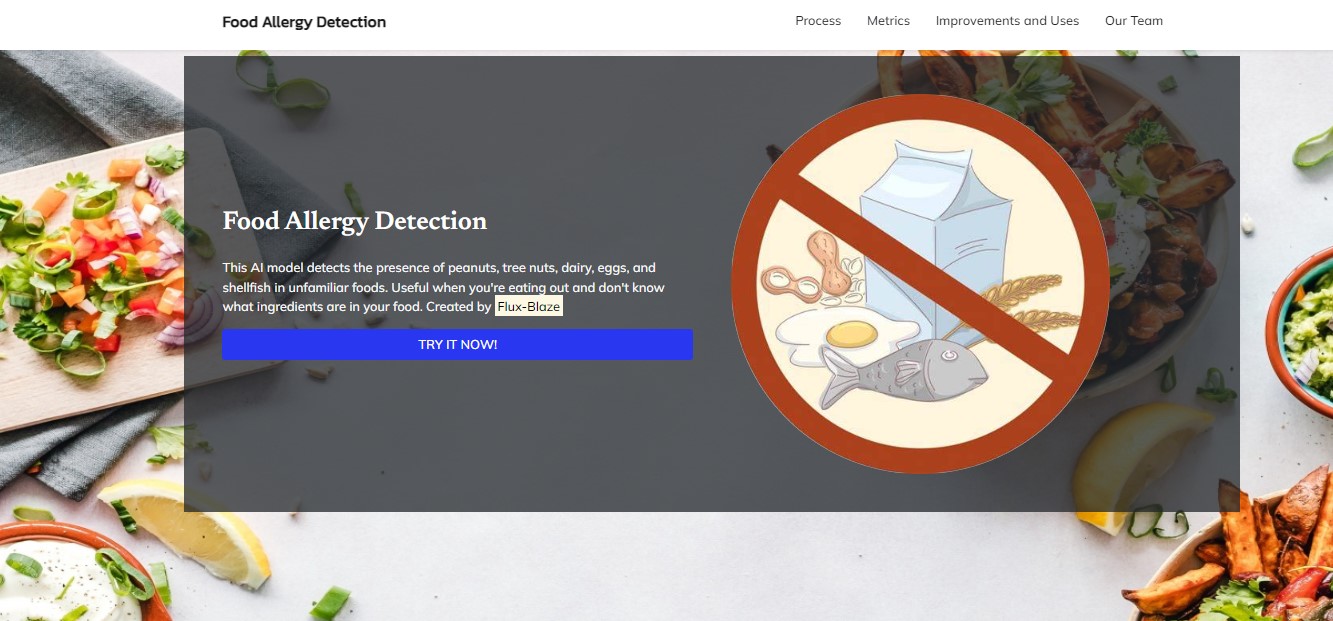 Food Allergy Detection
Process Metrics Improvements and Uses Our Team
Food Allergy Detection
This AI model detects the presence of peanuts, tree nuts, dairy, eggs, and
shellfish in unfamiliar foods. Useful when you're eating out and don't know
what ingredients are in your food. Created by Flux-Blaze
TRY IT NOW!